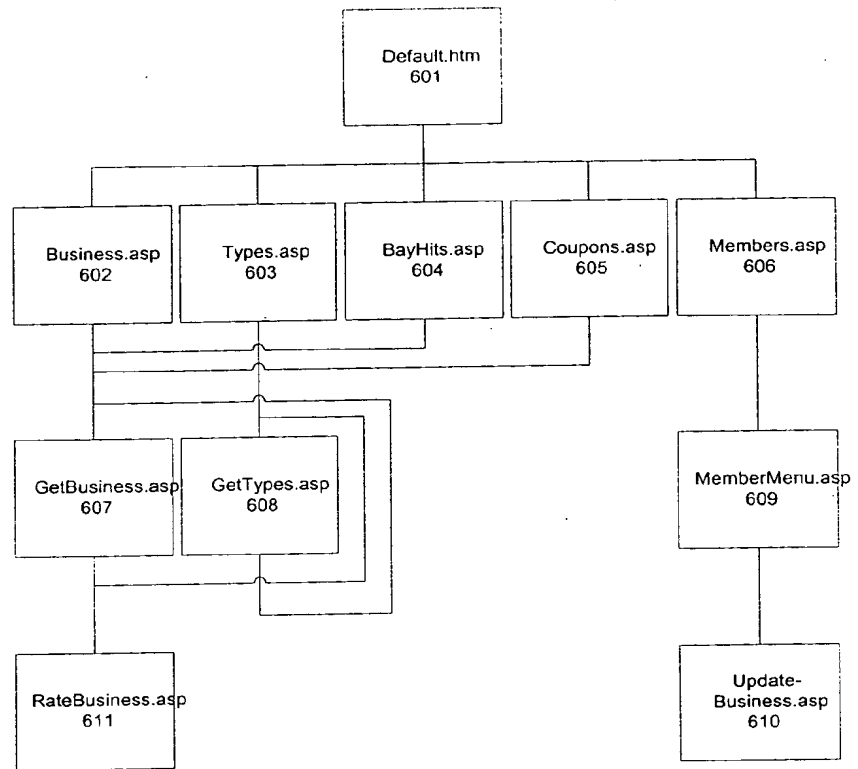 Default.htm
601
Business.asp
602
Types.asp
603
BayHits.asp
604
Coupons.asp
605
Members.asp
606
GetBusiness.asp
607
GetTypes.asp
608
MemberMenu.asp
609
RateBusiness.asp
611
Update-
Business.asp
610